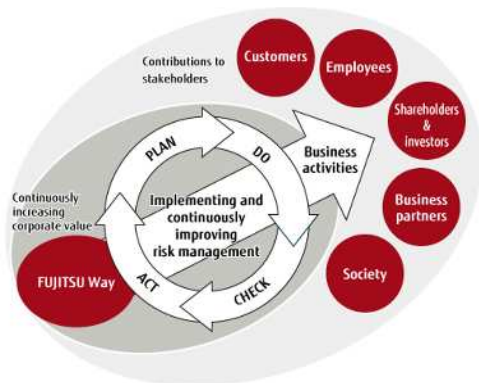 Contributions to
stakeholders
Customers
Employees
Shareholders
&
investors
Business
partners
Society
PLAN
DO
CHECK
ACT
Business
activities
Implementing and
continuously
improving
risk management
Continuously
increasing
corporate value
FUJITSU Way